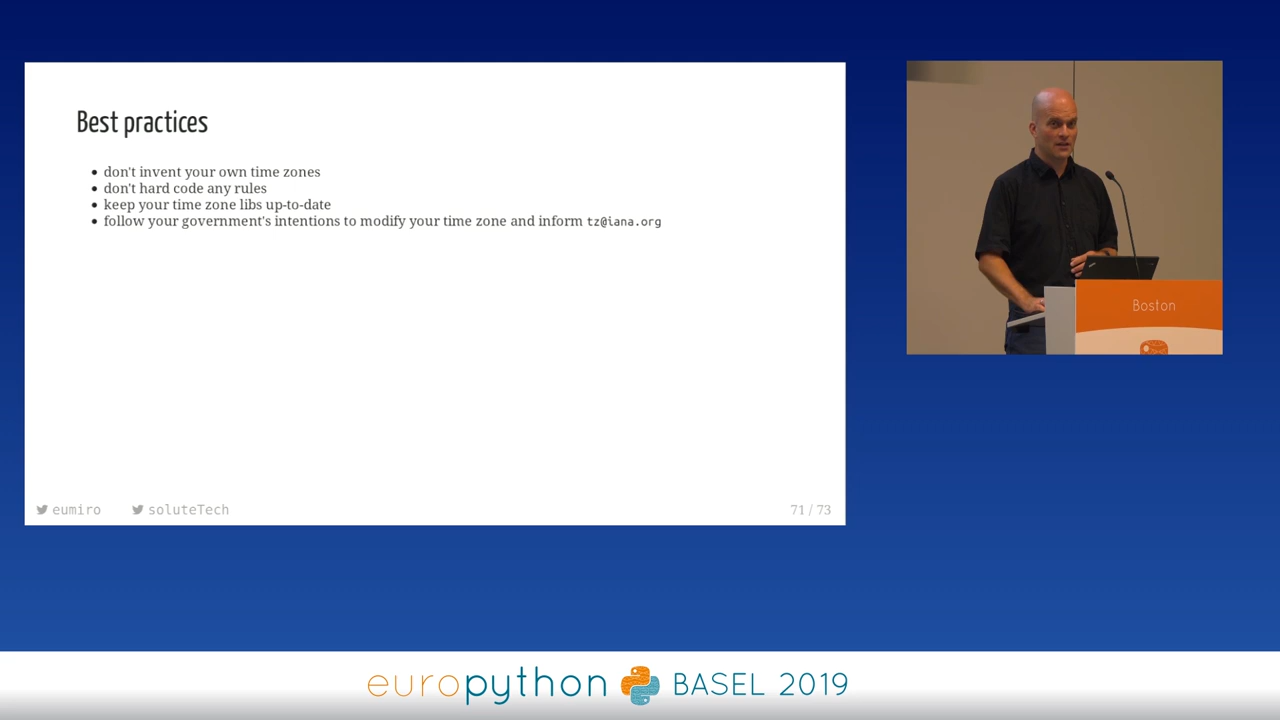 Best practices
don't invent your own time zones
don't hard code any rules
keep your time zone libs up-to-date
follow your government's intentions to modify your time zone and inform tz@iana.org
eumiro soluteTech 71 / 73
Boston
europython BASEL 2019